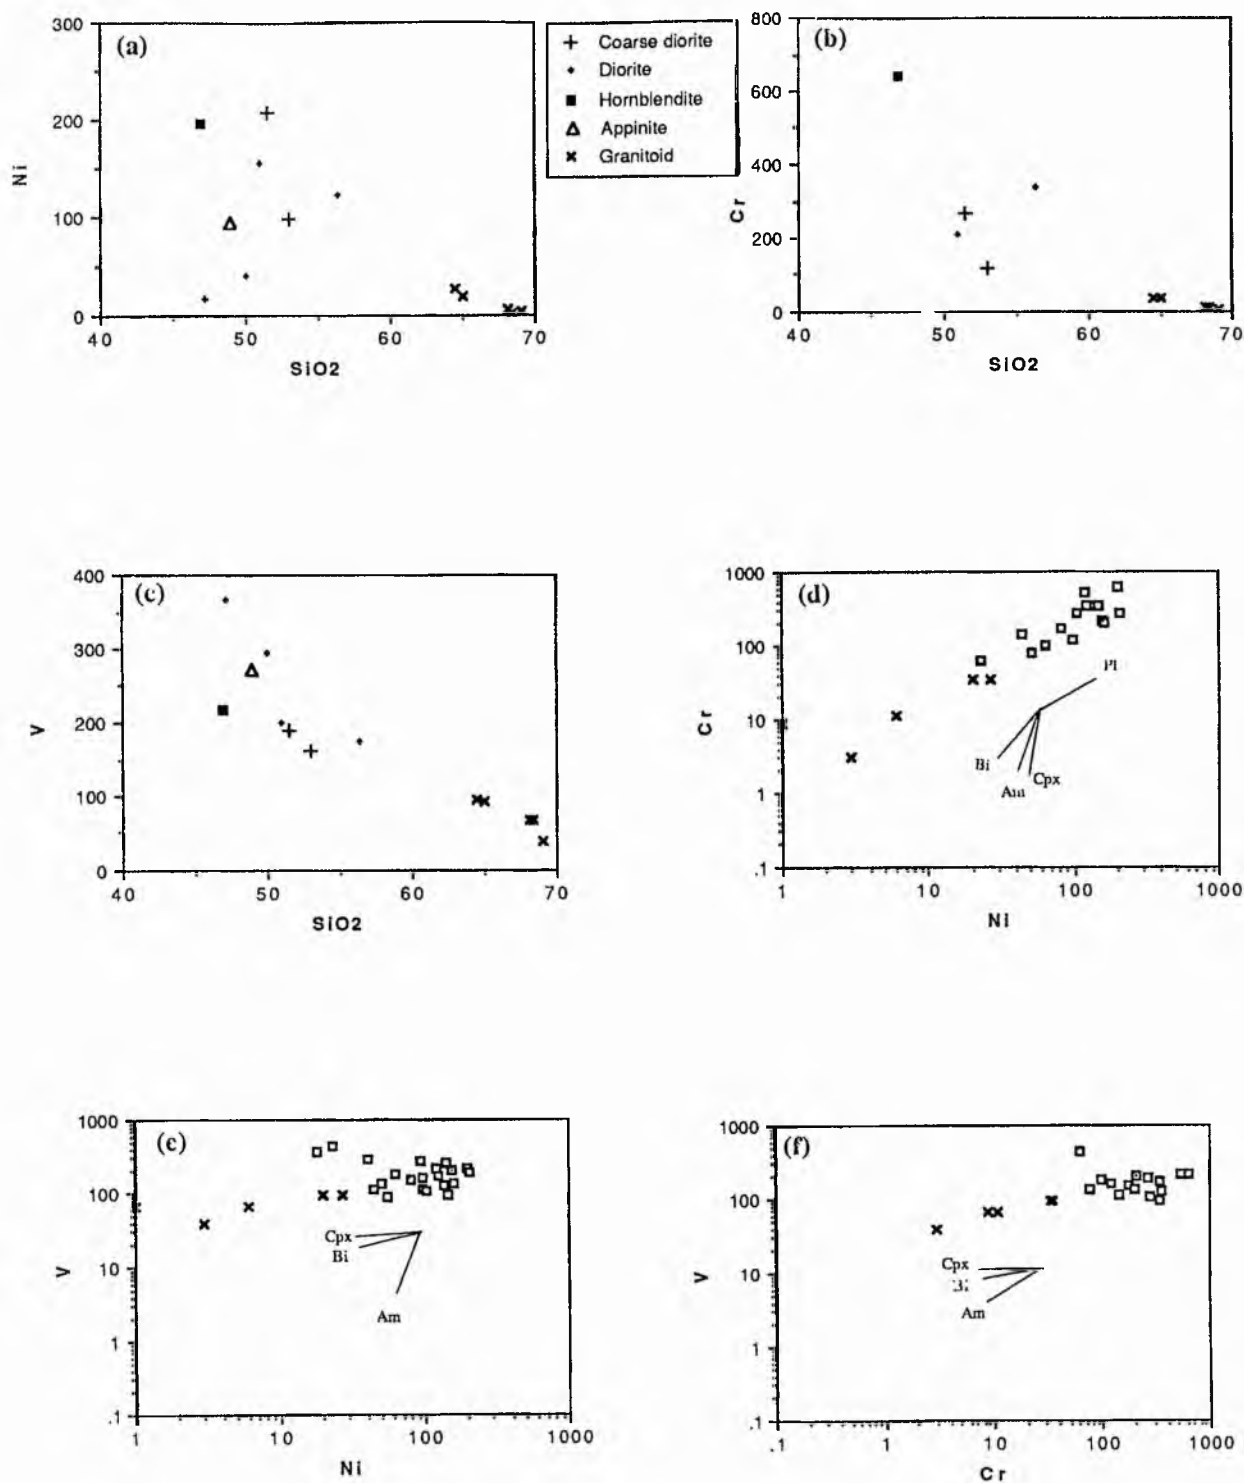 (a)
300
200
100
0
Ni
40
50
60
70
SiO2
Coarse diorite
Diorite
Hornblendite
Appinite
Granitoid
(b)
800
600
400
200
0
Cr
40
50
60
70
SiO2
(c)
400
300
200
100
0
V
40
50
60
70
SiO2
(d)
1000
100
10
1
.1
Cr
Pl
Bi
Am
Cpx
1
10
100
1000
Ni
(e)
1000
100
10
1
.1
V
Cpx
Bi
Am
1
10
100
1000
Ni
(f)
1000
100
10
1
.1
V
Cpx
Bi
Am
.1
1
10
100
1000
Cr